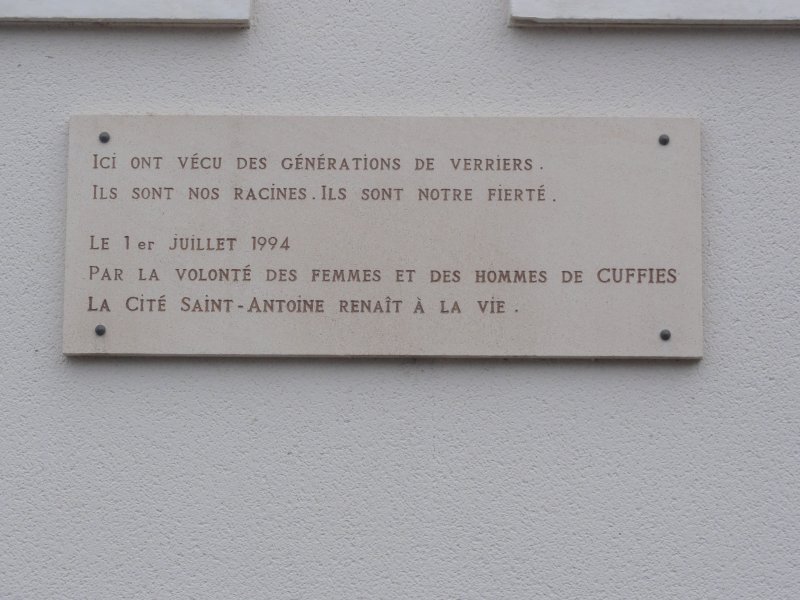 Ici ont vécu des générations de verriers.
Ils sont nos racines. Ils sont notre fierté.
Le 1er juillet 1994
Par la volonté des femmes et des hommes de CUFFIES
La Cité Saint-Antoine renaît à la vie.